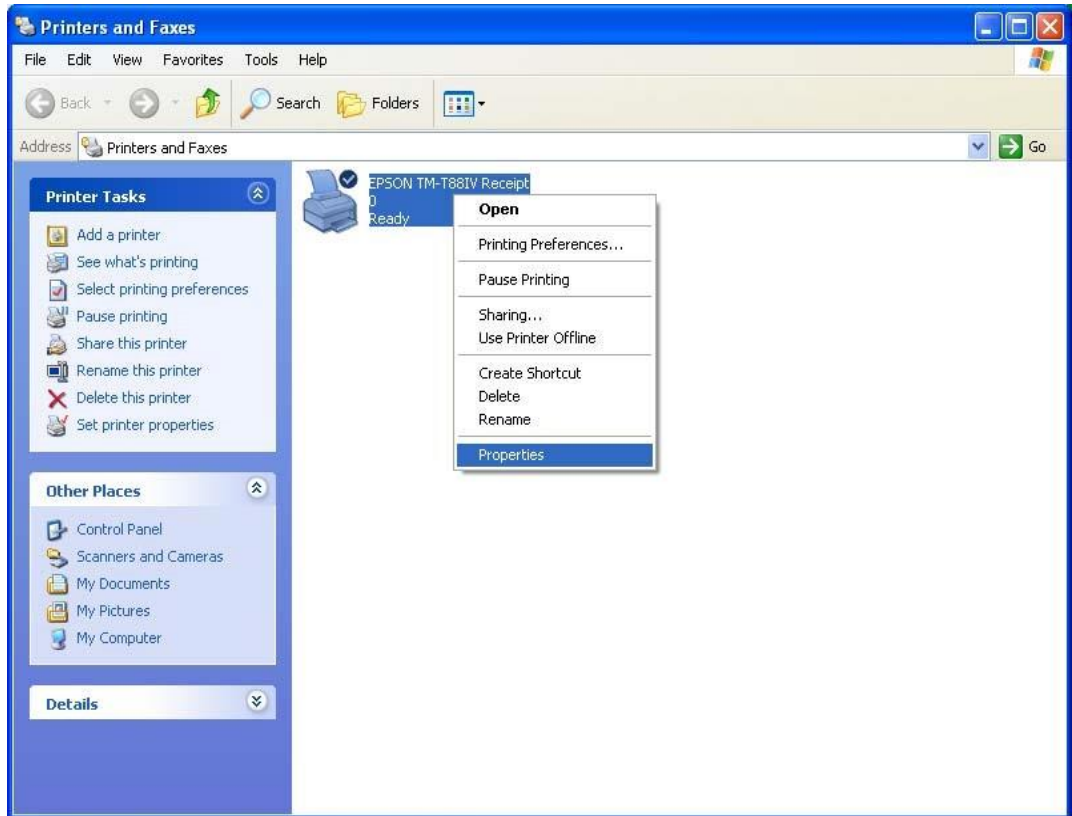 Printers and Faxes
File Edit View Favorites Tools Help
Back Search Folders
Address Printers and Faxes Go
Printer Tasks
Add a printer
See what's printing
Select printing preferences
Pause printing
Share this printer
Rename this printer
Delete this printer
Set printer properties
Other Places
Control Panel
Scanners and Cameras
My Documents
My Pictures
My Computer
Details
EPSON TM-T88IV Receipt
0
Ready
Open
Printing Preferences...
Pause Printing
Sharing...
Use Printer Offline
Create Shortcut
Delete
Rename
Properties